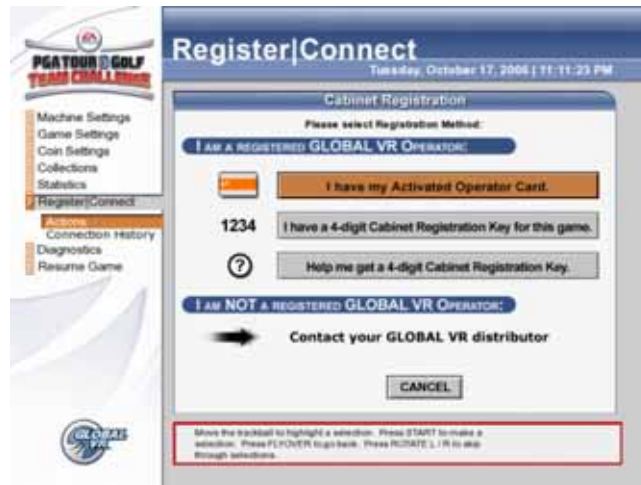 EA
PGA TOUR GOLF
TEAM CHALLENGE
Register|Connect
Tuesday, October 17, 2006 | 11:11:23 PM
Machine Settings
Game Settings
Coin Settings
Collections
Statistics
Register|Connect
Actions
Connection History
Diagnostics
Resume Game
GLOBAL
VR
Cabinet Registration
Please select Registration Method:
I AM A REGISTERED GLOBAL VR OPERATOR:
I have my Activated Operator Card.
1234
I have a 4-digit Cabinet Registration Key for this game.
?
Help me get a 4-digit Cabinet Registration Key.
I AM NOT A REGISTERED GLOBAL VR OPERATOR:
Contact your GLOBAL VR distributor
CANCEL
Move the trackball to highlight a selection. Press START to make a
selection. Press FLYOVER to go back. Press ROTATE L / R to skip
through selections.